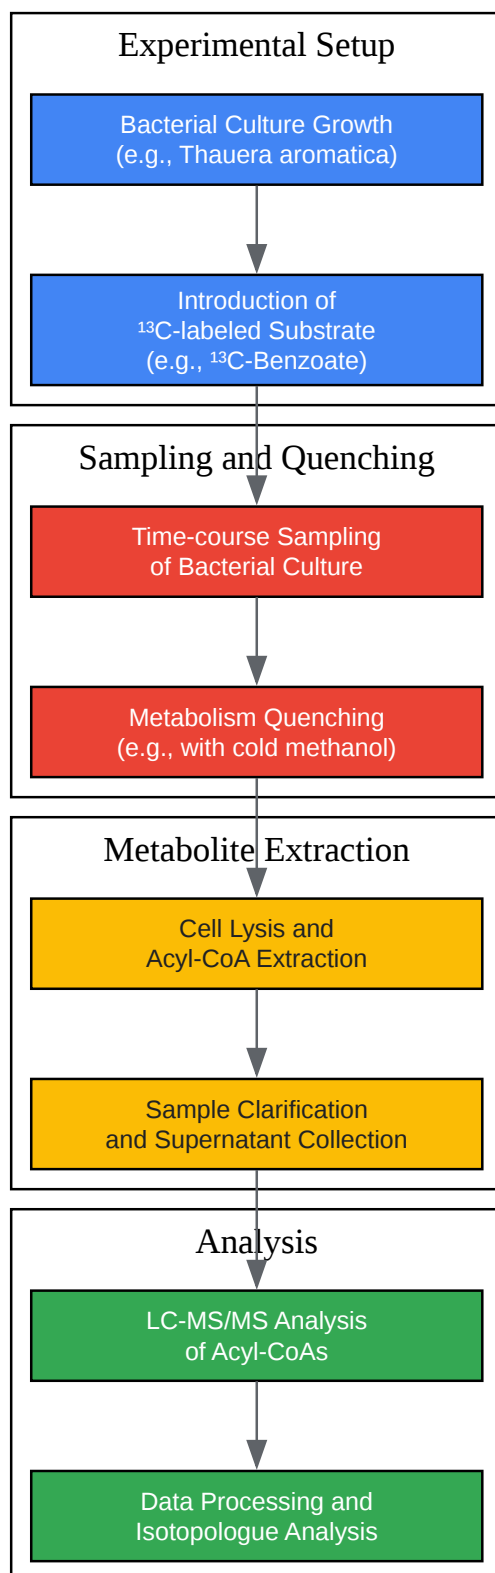 Experimental Setup
Bacterial Culture Growth
(e.g., Thauera aromatica)
Introduction of
¹³C-labeled Substrate
(e.g., ¹³C-Benzoate)
Sampling and Quenching
Time-course Sampling
of Bacterial Culture
Metabolism Quenching
(e.g., with cold methanol)
Metabolite Extraction
Cell Lysis and
Acyl-CoA Extraction
Sample Clarification
and Supernatant Collection
Analysis
LC-MS/MS Analysis
of Acyl-CoAs
Data Processing and
Isotopologue Analysis